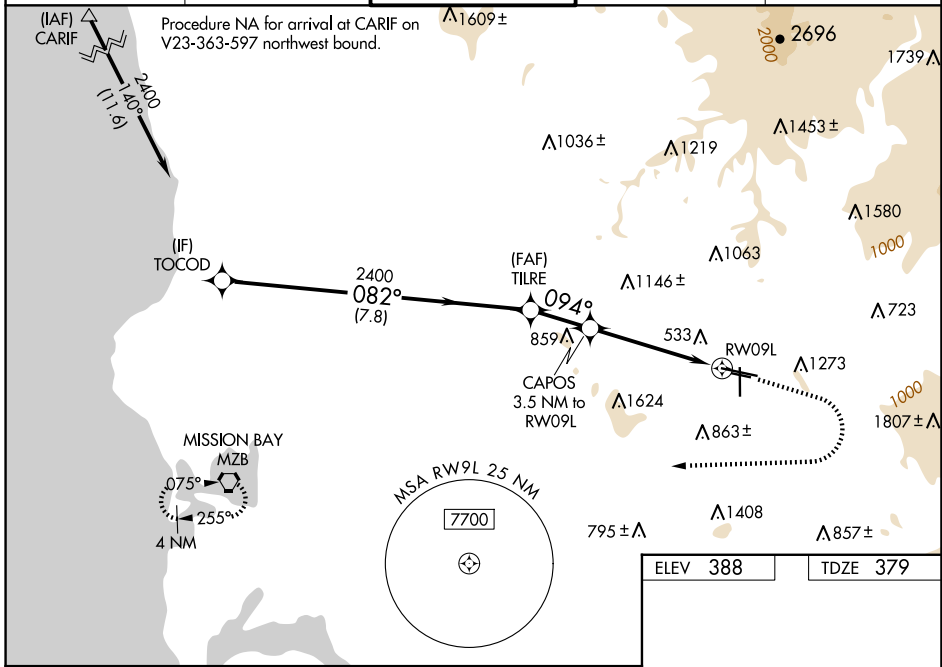 (IAF)
CARIF
Procedure NA for arrival at CARIF on
V23-363-597 northwest bound.
1609±
2000
2696
1739
2400
140°
(11.6)
1036±
1219
1453±
1580
1000
(IF)
TOCOD
2400
082°
(7.8)
(FAF)
TILRE
094°
1063
1146±
723
859
533
RW09L
CAPOS
3.5 NM to
RW09L
1273
1624
1000
1807±
863±
MISSION BAY
MZB
075°
255°
4 NM
MSA RW9L 25 NM
7700
1408
795±
857±
ELEV 388
TDZE 379